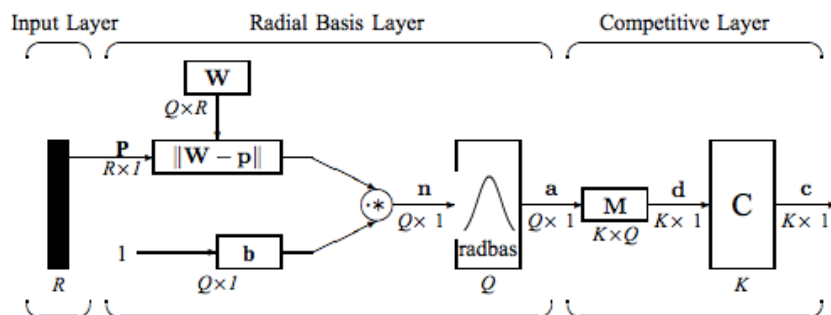 Input Layer Radial Basis Layer Competitive Layer
W
Q×R
P ‖W − p‖ n a M d C c
R×1 ·* Q×1 Q×1 K×Q K×1 K×1
radbas
1 b
Q×1
R Q K